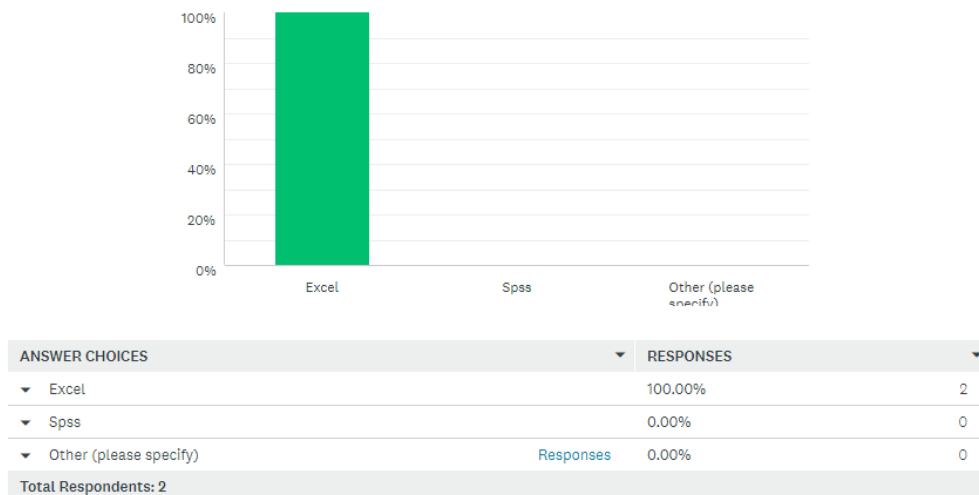 100%
80%
60%
40%
20%
0%
Excel Spss Other (please
specify)
ANSWER CHOICES RESPONSES
Excel 100.00% 2
Spss 0.00% 0
Other (please specify) Responses 0.00% 0
Total Respondents: 2